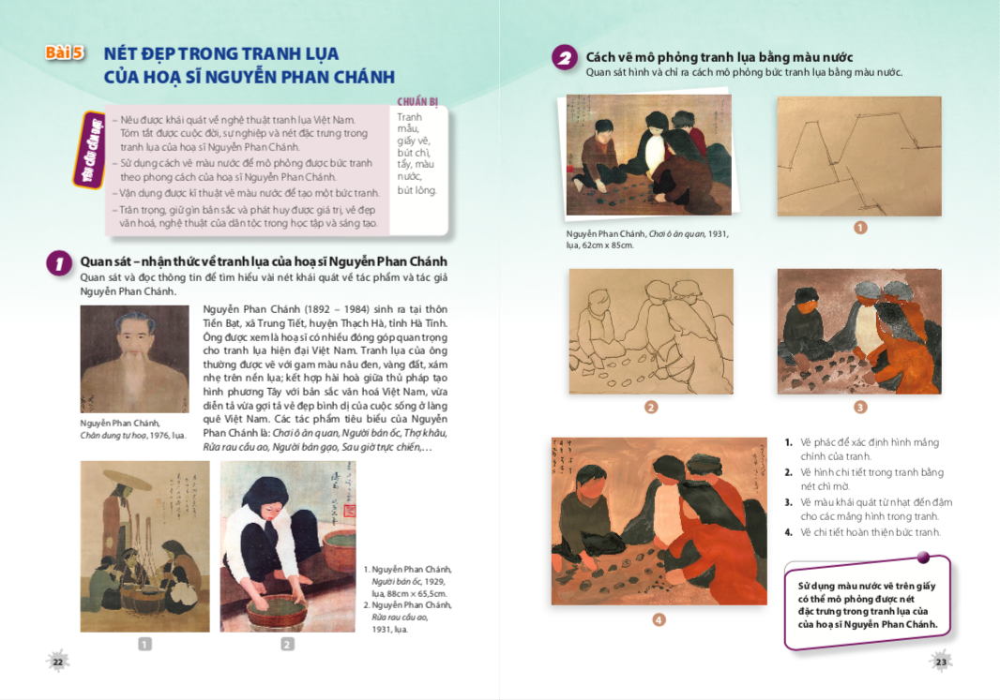 Bài 5
NÉT ĐẸP TRONG TRANH LỤA
CỦA HOẠ SĨ NGUYỄN PHAN CHÁNH
YÊU CẦU CẦN ĐẠT
– Nêu được khái quát về nghệ thuật tranh lụa Việt Nam.
Tóm tắt được cuộc đời, sự nghiệp và nét đặc trưng trong
tranh lụa của hoạ sĩ Nguyễn Phan Chánh.
– Sử dụng cách vẽ màu nước để mô phỏng được bức tranh
theo phong cách của hoạ sĩ Nguyễn Phan Chánh.
– Vận dụng được kĩ thuật vẽ màu nước để tạo một bức tranh.
– Trân trọng, giữ gìn bản sắc và phát huy được giá trị, vẻ đẹp
văn hoá, nghệ thuật của dân tộc trong học tập và sáng tạo.
CHUẨN BỊ
Tranh
mẫu,
giấy vẽ,
bút chì,
tẩy, màu
nước,
bút lông.
1 Quan sát – nhận thức về tranh lụa của hoạ sĩ Nguyễn Phan Chánh
Quan sát và đọc thông tin để tìm hiểu vài nét khái quát về tác phẩm và tác giả
Nguyễn Phan Chánh.
Nguyễn Phan Chánh,
Chân dung tự hoạ, 1976, lụa.
Nguyễn Phan Chánh (1892 – 1984) sinh ra tại thôn
Tiền Bạt, xã Trung Tiết, huyện Thạch Hà, tỉnh Hà Tĩnh.
Ông được xem là hoạ sĩ có nhiều đóng góp quan trọng
cho tranh lụa hiện đại Việt Nam. Tranh lụa của ông
thường được vẽ với gam màu nâu đen, vàng đất, xám
nhẹ trên nền lụa; kết hợp hài hoà giữa thủ pháp tạo
hình phương Tây với bản sắc văn hoá Việt Nam, vừa
diễn tả vừa gợi tả vẻ đẹp bình dị của cuộc sống ở làng
quê Việt Nam. Các tác phẩm tiêu biểu của Nguyễn
Phan Chánh là: Chơi ô ăn quan, Người bán ốc, Thợ khâu,
Rửa rau cầu ao, Người bán gạo, Sau giờ trực chiến,…
1
2
1. Nguyễn Phan Chánh,
Người bán ốc, 1929,
lụa, 88cm × 65,5cm.
2. Nguyễn Phan Chánh,
Rửa rau cầu ao,
1931, lụa.
22
2 Cách vẽ mô phỏng tranh lụa bằng màu nước
Quan sát hình và chỉ ra cách mô phỏng bức tranh lụa bằng màu nước.
Nguyễn Phan Chánh, Chơi ô ăn quan, 1931,
lụa, 62cm x 85cm.
1
2
3
4
1. Vẽ phác để xác định hình mảng
chính của tranh.
2. Vẽ hình chi tiết trong tranh bằng
nét chì mờ.
3. Vẽ màu khái quát từ nhạt đến đậm
cho các mảng hình trong tranh.
4. Vẽ chi tiết hoàn thiện bức tranh.
Sử dụng màu nước vẽ trên giấy
có thể mô phỏng được nét
đặc trưng trong tranh lụa của
của hoạ sĩ Nguyễn Phan Chánh.
23